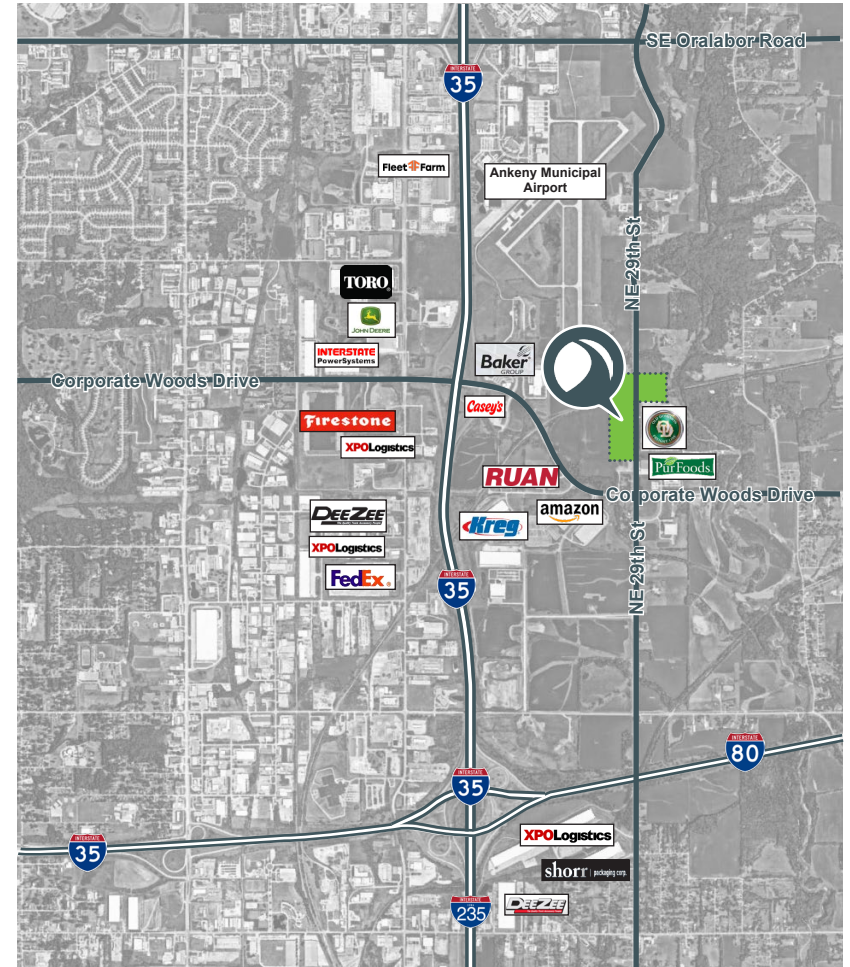 SE Oralabor Road
INTERSTATE
35
Fleet Farm
Ankeny Municipal
Airport
NE 29th St
TORO
JOHN DEERE
INTERSTATE
PowerSystems
Baker
GROUP
Corporate Woods Drive
Casey's
Firestone
XPOLogistics
PurFoods
RUAN
Corporate Woods Drive
amazon
DEEZEE
Kreg
XPOLogistics
NE 29th St
FedEx
INTERSTATE
35
INTERSTATE
80
INTERSTATE
35
XPOLogistics
INTERSTATE
35
shorr packaging corp.
INTERSTATE
235
DEEZEE